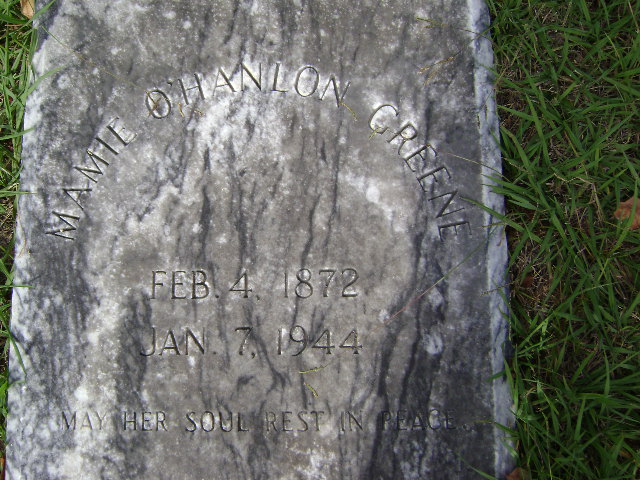 MAMIE O'HANLON GREENE
FEB. 4, 1872
JAN. 7, 1944
MAY HER SOUL REST IN PEACE.